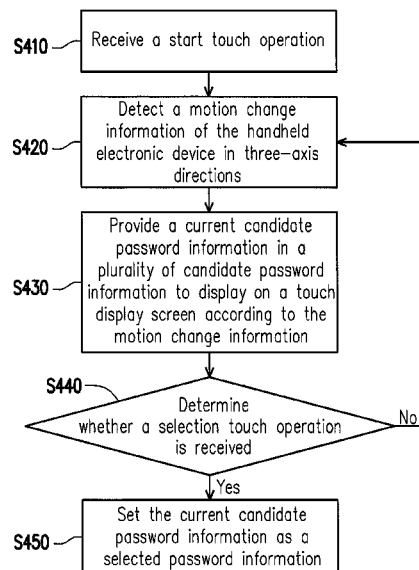 S410
Receive a start touch operation
S420
Detect a motion change
information of the handheld
electronic device in three-axis
directions
S430
Provide a current candidate
password information in a
plurality of candidate password
information to display on a touch
display screen according to the
motion change information
S440
Determine
whether a selection touch operation
is received
No
Yes
S450
Set the current candidate
password information as a
selected password information